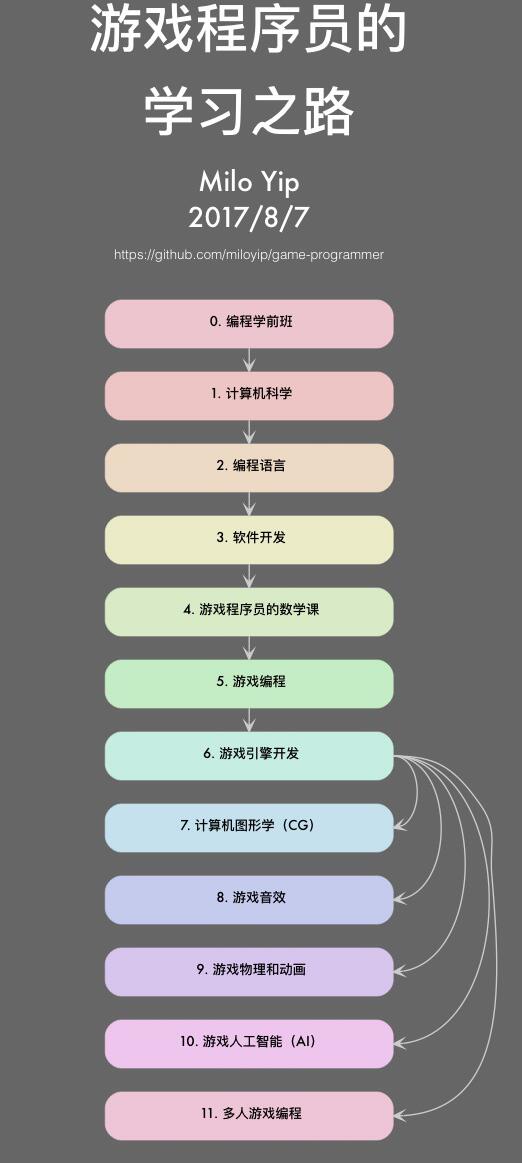 游戏程序员的
学习之路
Milo Yip
2017/8/7
https://github.com/miloyip/game-programmer
0. 编程学前班
1. 计算机科学
2. 编程语言
3. 软件开发
4. 游戏程序员的数学课
5. 游戏编程
6. 游戏引擎开发
7. 计算机图形学（CG）
8. 游戏音效
9. 游戏物理和动画
10. 游戏人工智能（AI）
11. 多人游戏编程